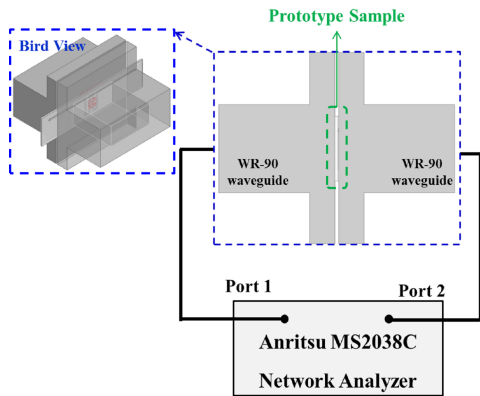 Prototype Sample
Bird View
WR-90
waveguide
WR-90
waveguide
Port 1
Port 2
Anritsu MS2038C
Network Analyzer